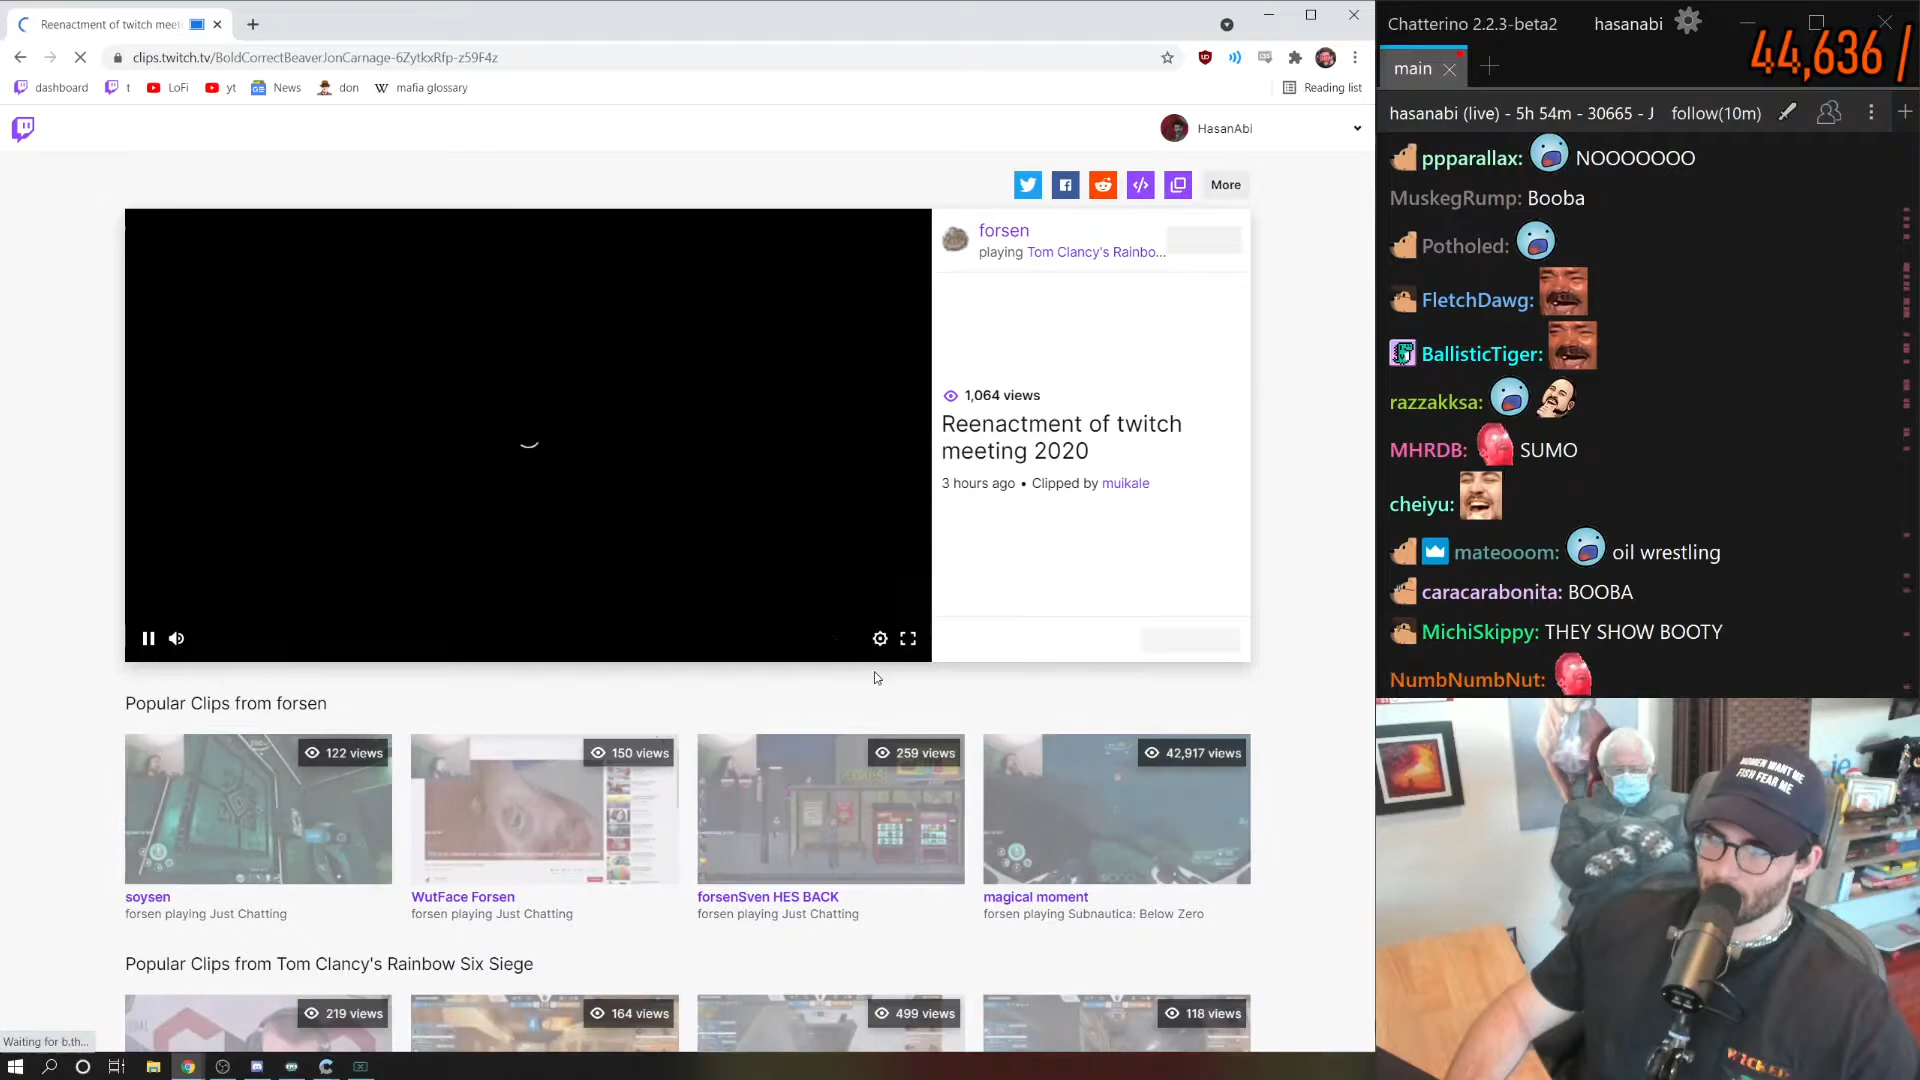 Reenactment of twitch meeti
clips.twitch.tv/BoldCorrectBeaverJonCarnage-6ZytkxRfp-z59F4z
dashboard
t
LoFi
yt
News
don
W mafia glossary
Reading list
HasanAbi
More
forsen
playing Tom Clancy's Rainbo...
1,064 views
Reenactment of twitch
meeting 2020
3 hours ago • Clipped by muikale
Popular Clips from forsen
122 views
150 views
259 views
42,917 views
soysen
forsen playing Just Chatting
WutFace Forsen
forsen playing Just Chatting
forsenSven HES BACK
forsen playing Just Chatting
magical moment
forsen playing Subnautica: Below Zero
Popular Clips from Tom Clancy's Rainbow Six Siege
219 views
164 views
499 views
118 views
Waiting for b.th...
Chatterino 2.2.3-beta2
hasanabi
44,636 /
main
hasanabi (live) - 5h 54m - 30665 - J
follow(10m)
ppparallax: NOOOOOOO
MuskegRump: Booba
Potholed:
FletchDawg:
BallisticTiger:
razzakksa:
MHRDB: SUMO
cheiyu:
mateooom: oil wrestling
caracarabonita: BOOBA
MichiSkippy: THEY SHOW BOOTY
NumbNumbNut:
WOMEN WANT ME
FISH FEAR ME